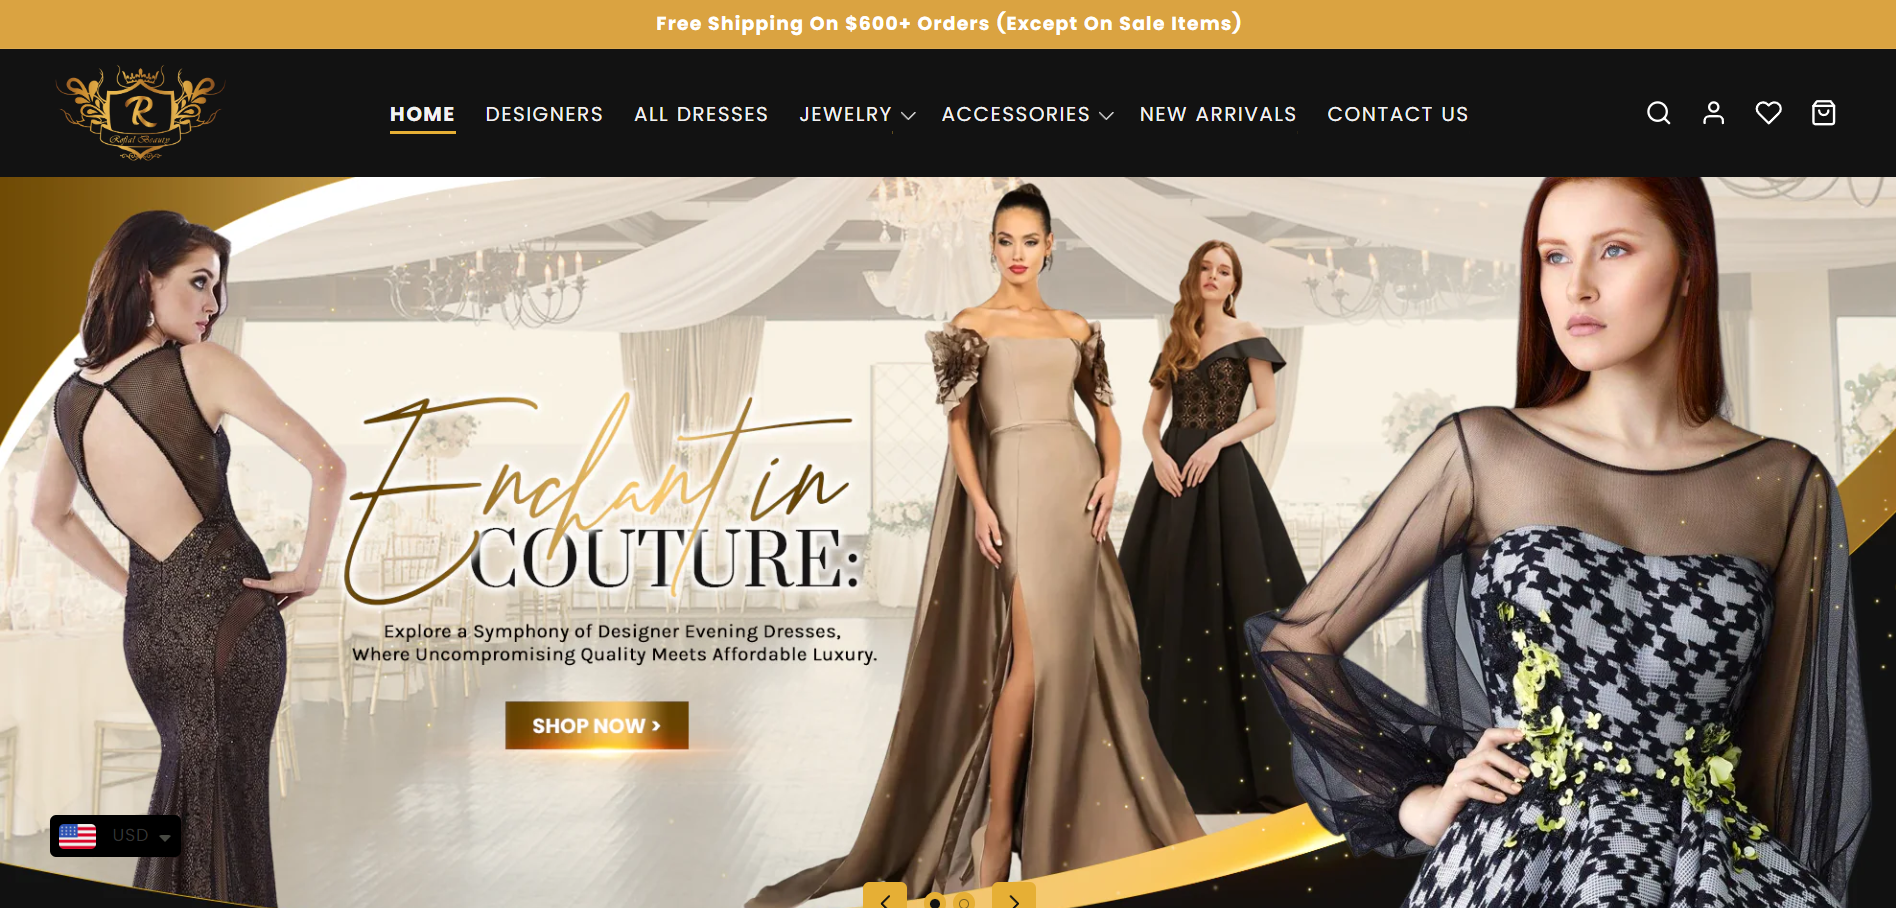 Free Shipping On $600+ Orders (Except On Sale Items)
R
Roftal Beauty
HOME DESIGNERS ALL DRESSES JEWELRY ACCESSORIES NEW ARRIVALS CONTACT US
Enchant in
COUTURE:
Explore a Symphony of Designer Evening Dresses,
Where Uncompromising Quality Meets Affordable Luxury.
SHOP NOW >
USD